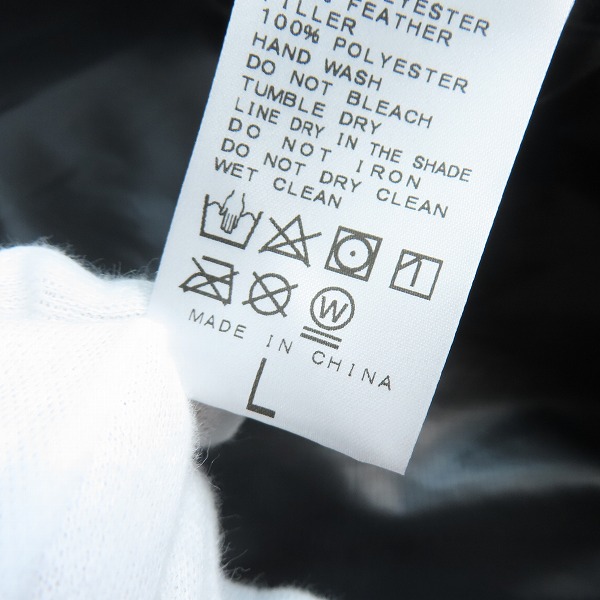 FEATHER
FILLER
100% POLYESTER
HAND WASH
DO NOT BLEACH
TUMBLE DRY
LINE DRY IN THE SHADE
DO NOT IRON
DO NOT DRY CLEAN
WET CLEAN
W
MADE IN CHINA
L